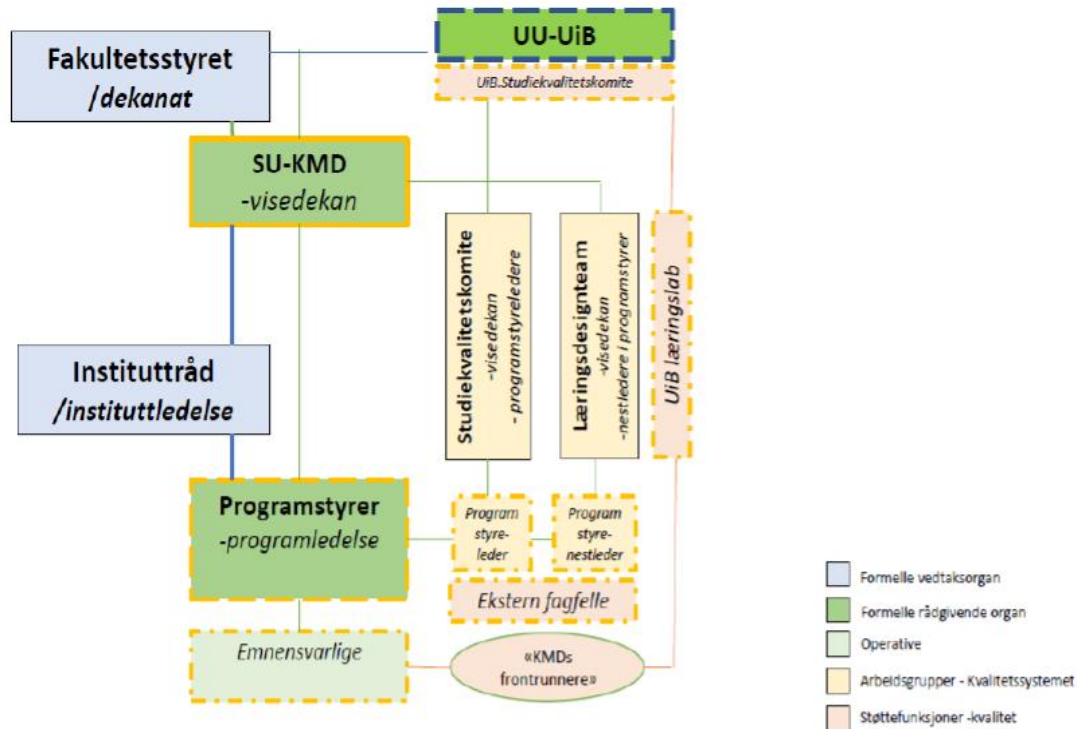 UU-UiB
UiB.Studiekvalitetskomite
Fakultetsstyret
/dekanat
SU-KMD
-visedekan
Studiekvalitetskomite
-visedekan
- programstyreledere
Læringsdesignteam
-visedekan
-nestledere i programstyrer
UiB læringslab
Instituttråd
/instituttledelse
Programstyrer
-programledelse
Program
styre-
leder
Program
styre-
nestleder
Ekstern fagfelle
Emnensvarlige
«KMDs
frontrunnere»
Formelle vedtaksorgan
Formelle rådgivende organ
Operative
Arbeidsgrupper - Kvalitetssystemet
Støttefunksjoner -kvalitet